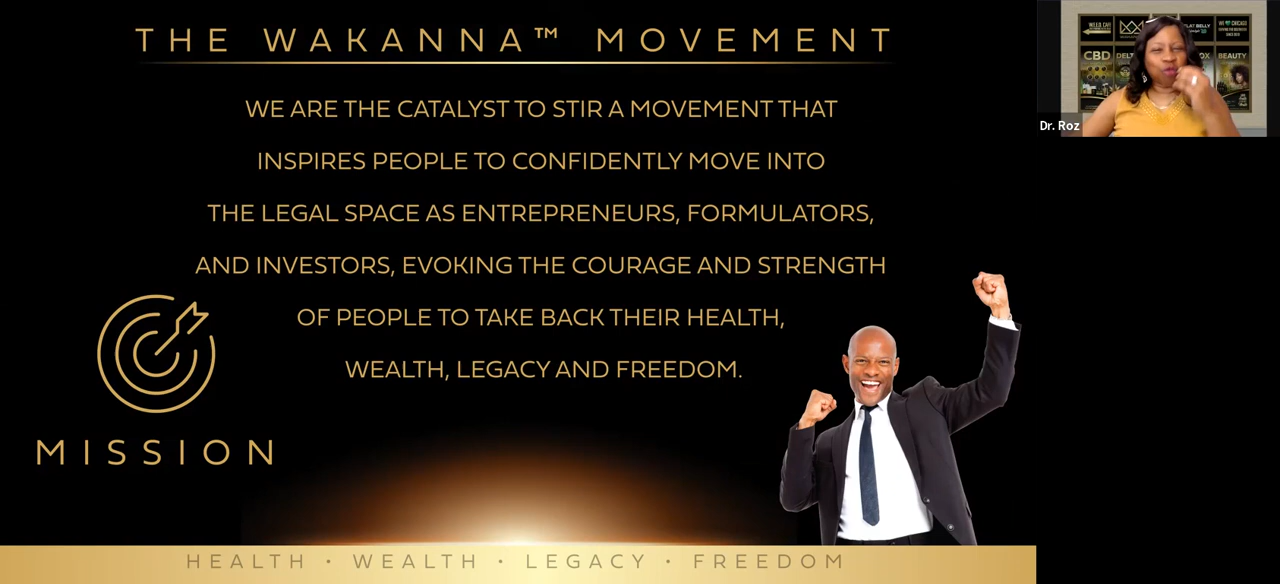 THE WAKANNA™ MOVEMENT
WE ARE THE CATALYST TO STIR A MOVEMENT THAT
INSPIRES PEOPLE TO CONFIDENTLY MOVE INTO
THE LEGAL SPACE AS ENTREPRENEURS, FORMULATORS,
AND INVESTORS, EVOKING THE COURAGE AND STRENGTH
OF PEOPLE TO TAKE BACK THEIR HEALTH,
WEALTH, LEGACY AND FREEDOM.
MISSION
HEALTH • WEALTH • LEGACY • FREEDOM
CBD
BEAUTY
Dr. Roz